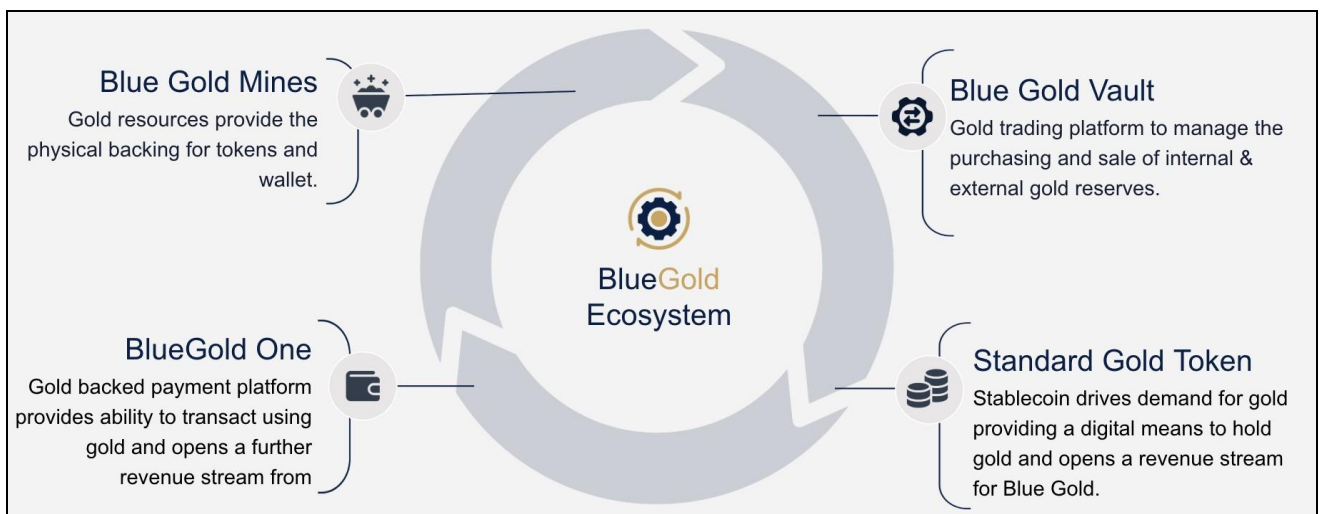 Blue Gold Mines
Gold resources provide the
physical backing for tokens and
wallet.
Blue Gold Vault
Gold trading platform to manage the
purchasing and sale of internal &
external gold reserves.
BlueGold
Ecosystem
BlueGold One
Gold backed payment platform
provides ability to transact using
gold and opens a further
revenue stream from
Standard Gold Token
Stablecoin drives demand for gold
providing a digital means to hold
gold and opens a revenue stream
for Blue Gold.